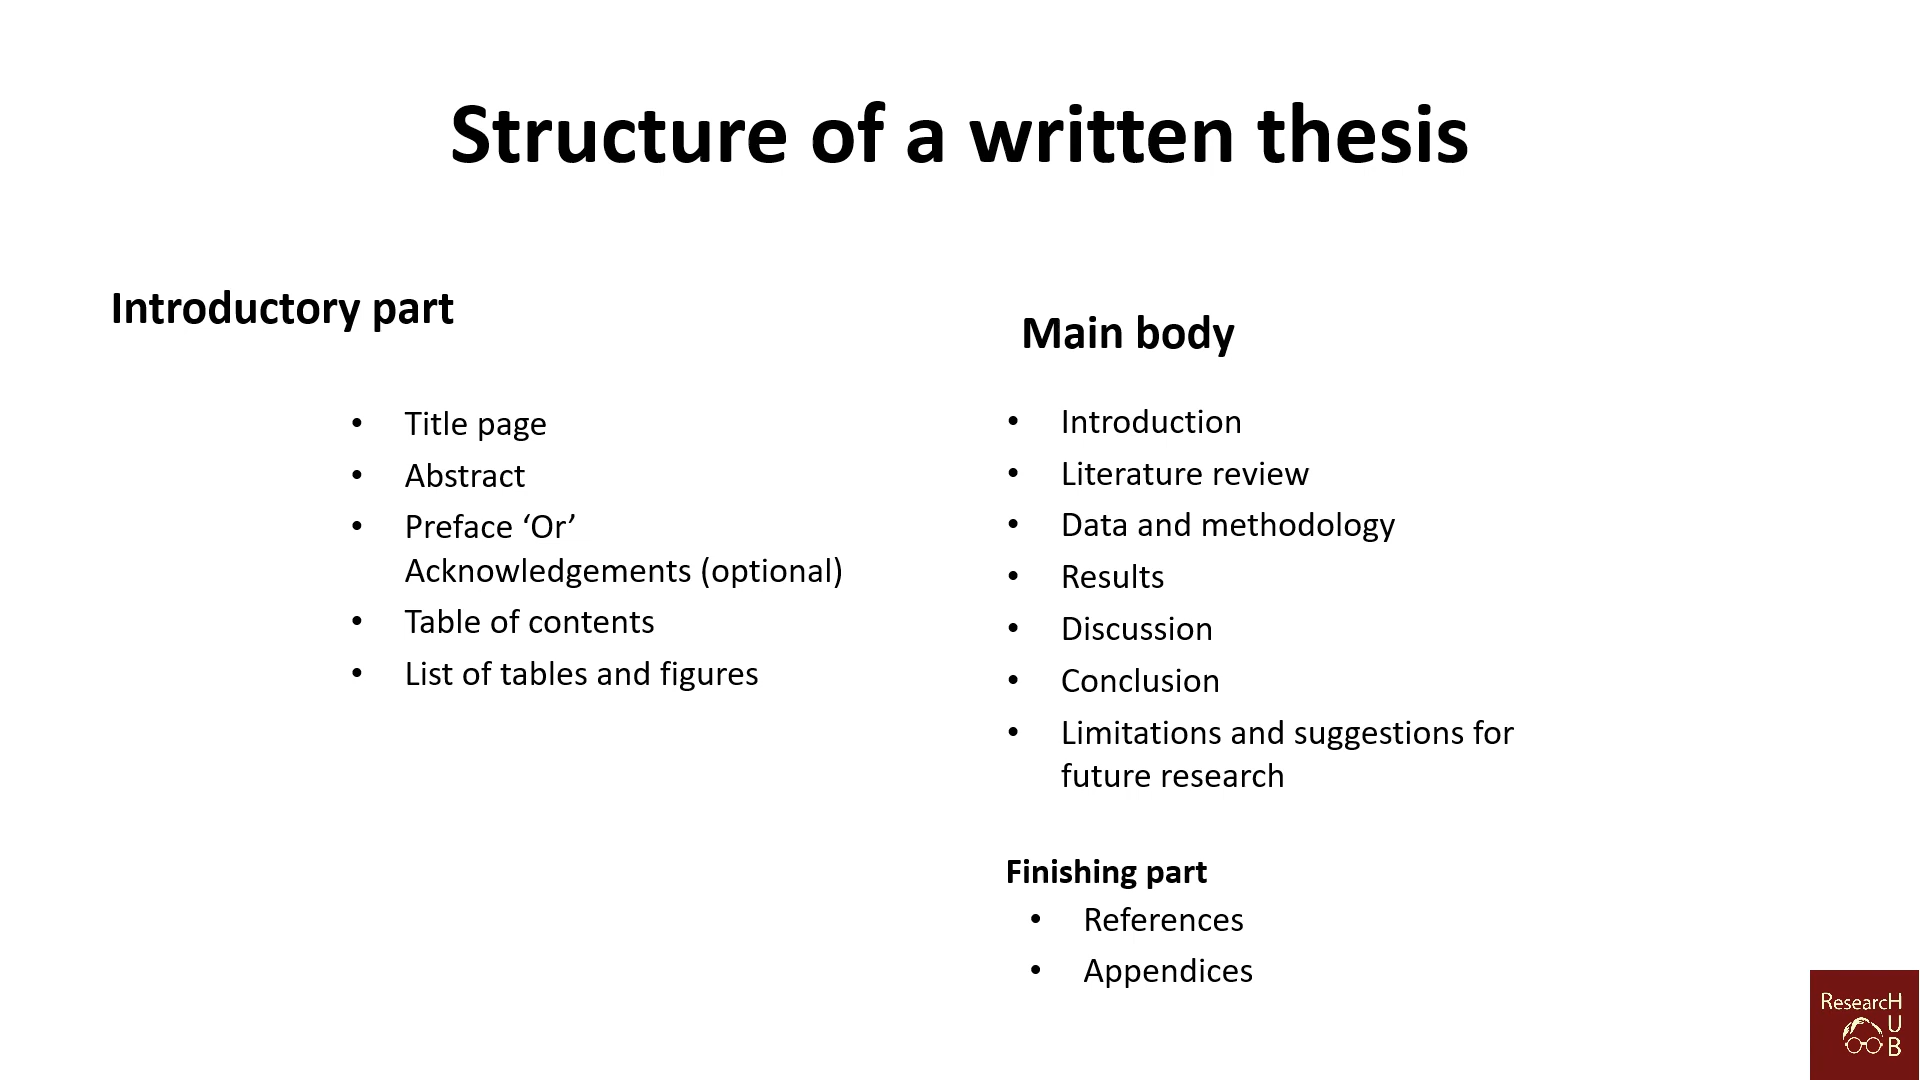 Structure of a written thesis
Introductory part
• Title page
• Abstract
• Preface ‘Or’
Acknowledgements (optional)
• Table of contents
• List of tables and figures
Main body
• Introduction
• Literature review
• Data and methodology
• Results
• Discussion
• Conclusion
• Limitations and suggestions for
future research
Finishing part
• References
• Appendices
ResearcH
U
B